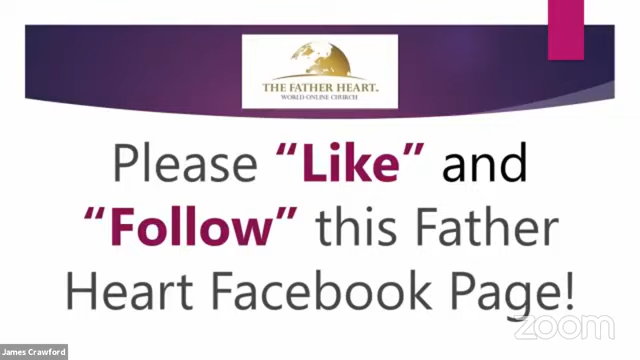 THE FATHER HEART.
WORLD ONLINE CHURCH
Please “Like” and
“Follow” this Father
Heart Facebook Page!
zoom
James Crawford